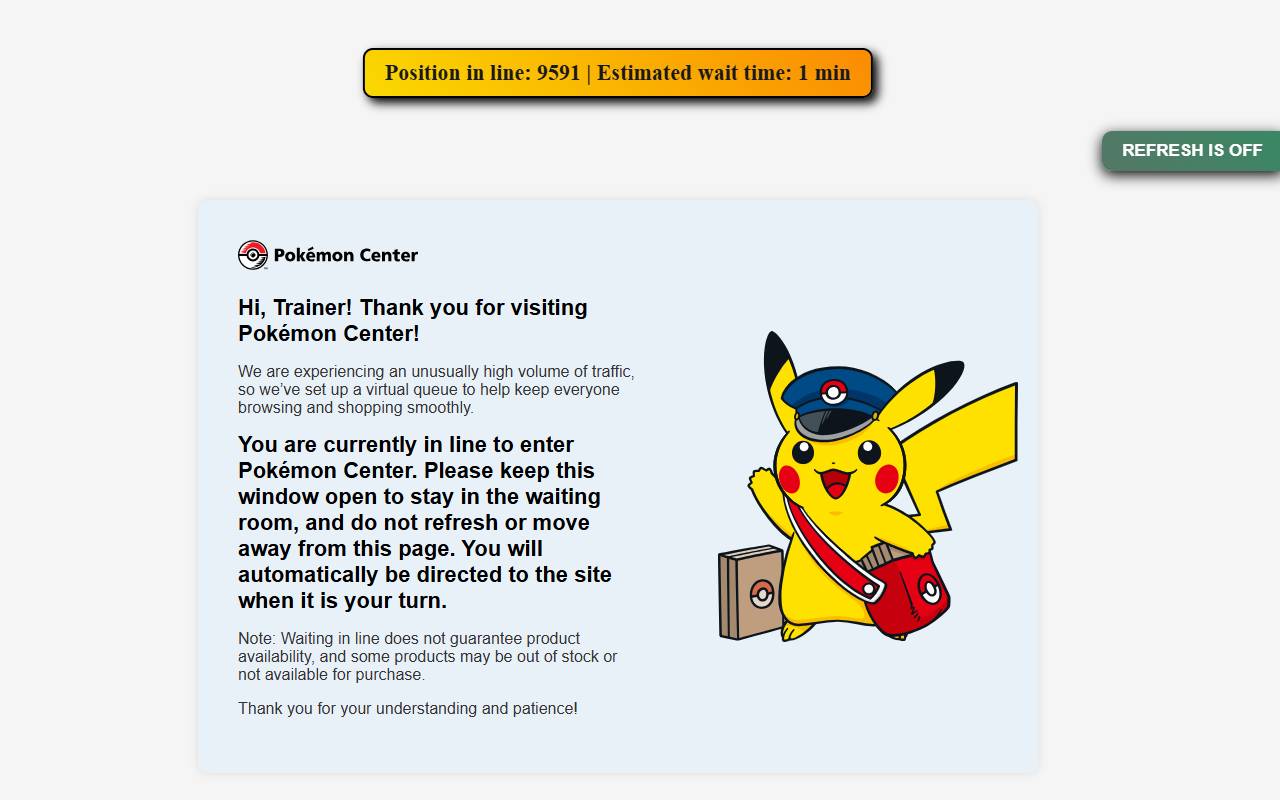 Position in line: 9591 | Estimated wait time: 1 min
REFRESH IS OFF
Pokémon Center
Hi, Trainer! Thank you for visiting
Pokémon Center!
We are experiencing an unusually high volume of traffic,
so we’ve set up a virtual queue to help keep everyone
browsing and shopping smoothly.
You are currently in line to enter
Pokémon Center. Please keep this
window open to stay in the waiting
room, and do not refresh or move
away from this page. You will
automatically be directed to the site
when it is your turn.
Note: Waiting in line does not guarantee product
availability, and some products may be out of stock or
not available for purchase.
Thank you for your understanding and patience!